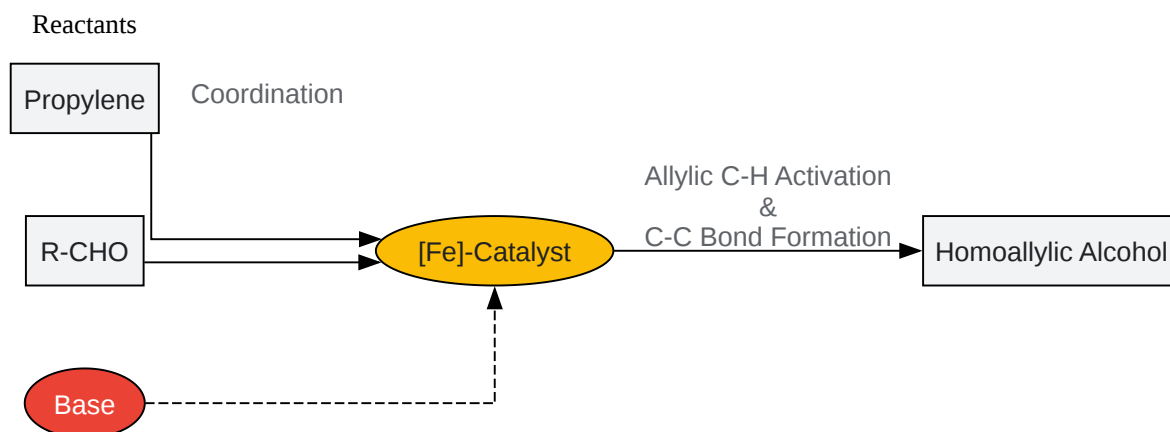 Reactants
Propylene
Coordination
Allylic C-H Activation
&
C-C Bond Formation
R-CHO
[Fe]-Catalyst
Homoallylic Alcohol
Base